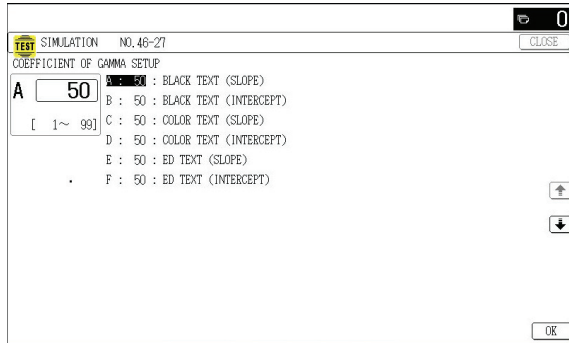 0
TEST SIMULATION NO.46-27 CLOSE
COEFFICIENT OF GAMMA SETUP
A 50
[ 1～ 99]
A : 50 : BLACK TEXT (SLOPE)
B : 50 : BLACK TEXT (INTERCEPT)
C : 50 : COLOR TEXT (SLOPE)
D : 50 : COLOR TEXT (INTERCEPT)
E : 50 : ED TEXT (SLOPE)
F : 50 : ED TEXT (INTERCEPT)
OK